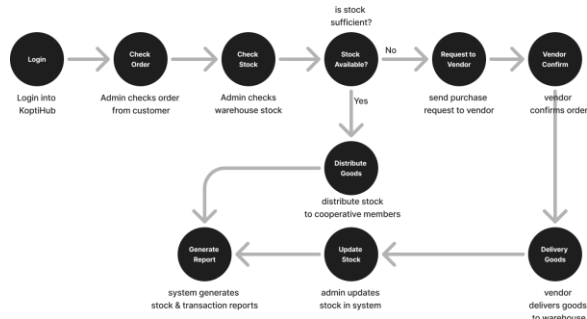 is stock
sufficient?
Login
Check
Order
Check
Stock
Stock
Available?
No
Request to
Vendor
Vendor
Confirm
Login into
KoptiHub
Admin checks order
from customer
Admin checks
warehouse stock
Yes
send purchase
request to vendor
vendor
confirms order
Distribute
Goods
distribute stock
to cooperative members
Generate
Report
Update
Stock
Delivery
Goods
system generates
stock & transaction reports
admin updates
stock in system
vendor
delivers goods
to warehouse